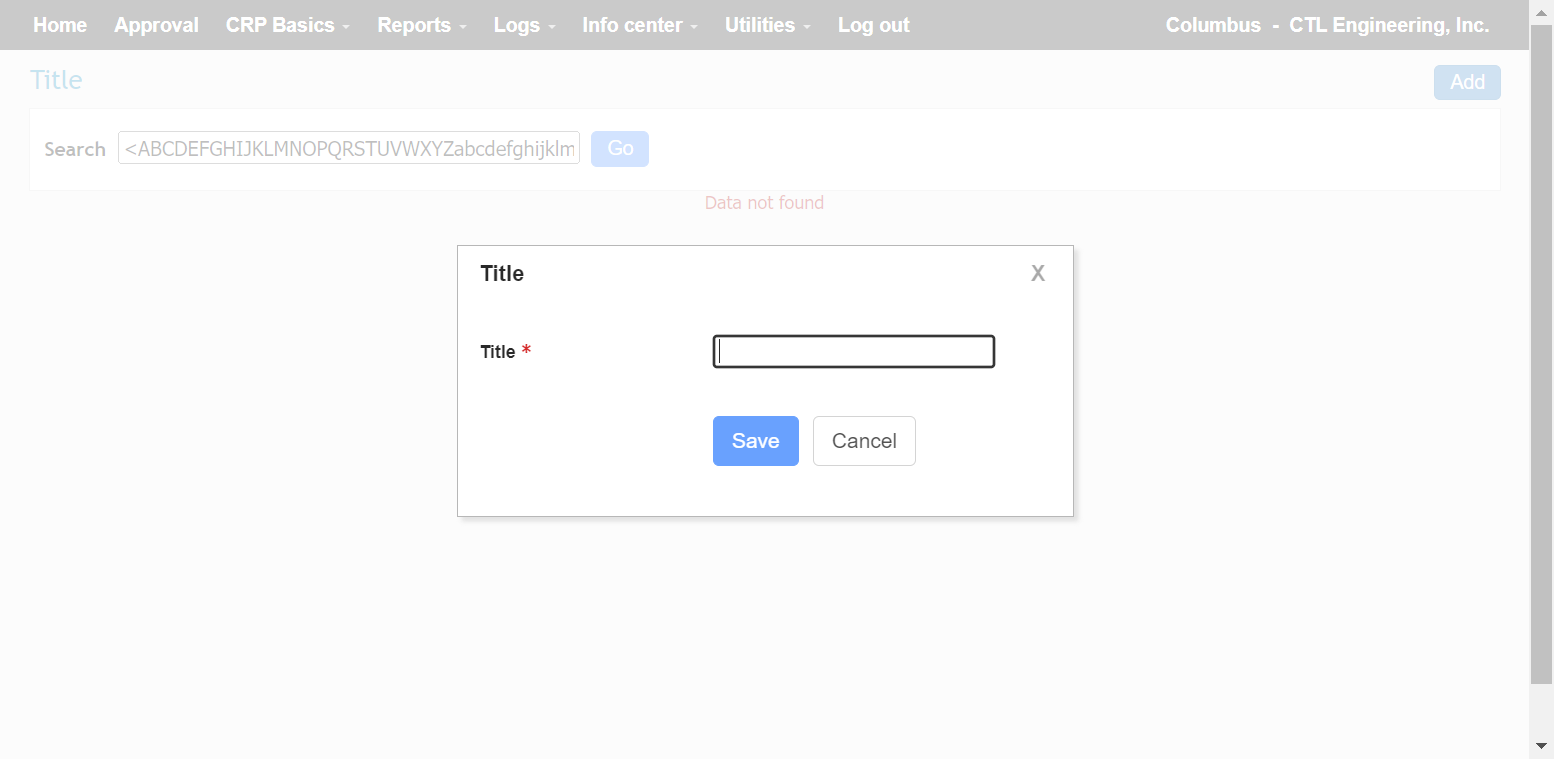 Home Approval CRP Basics Reports Logs Info center Utilities Log out Columbus - CTL Engineering, Inc.
Title Add
Search <ABCDEFGHIJKLMNOPQRSTUVWXYZabcdefghijklm Go
Data not found
Title X
Title *
Save Cancel